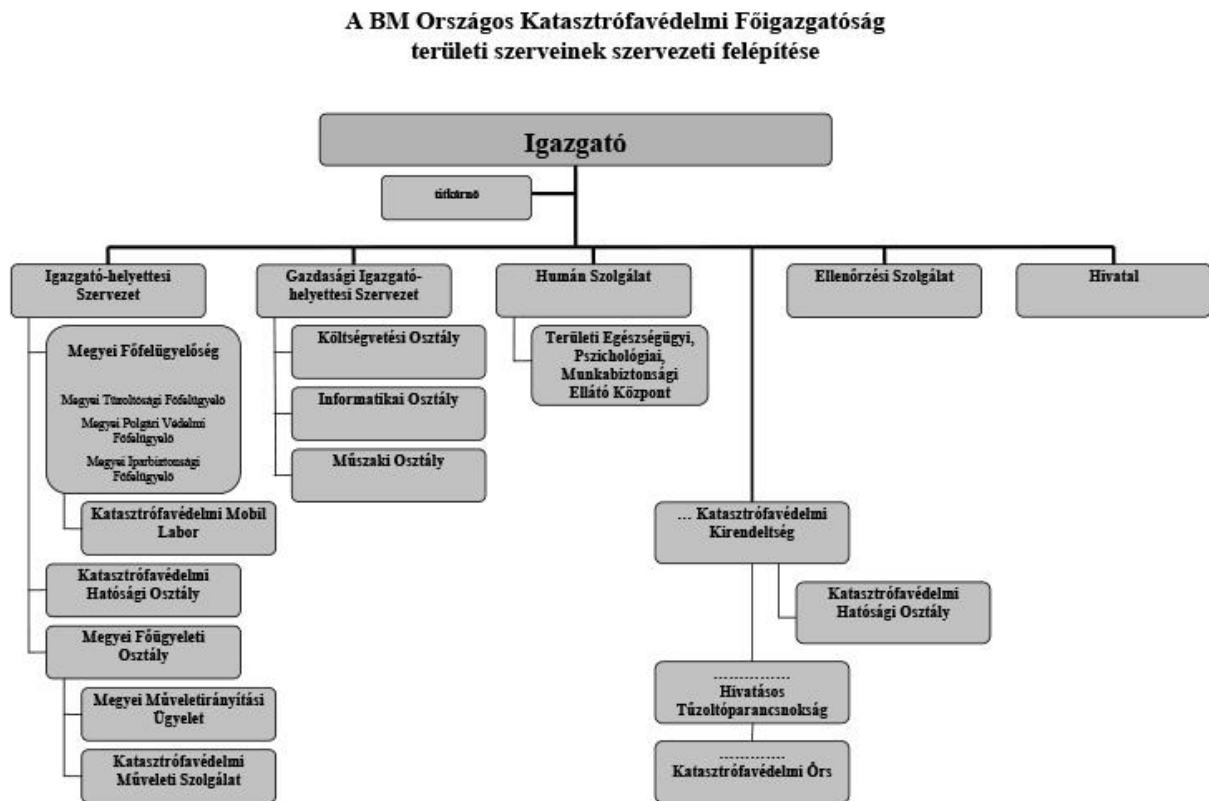 A BM Országos Katasztrófavédelmi Főigazgatóság
területi szerveinek szervezeti felépítése
Igazgató
titkárnő
Igazgató-helyettesi
Szervezet
Gazdasági Igazgató-
helyettesi Szervezet
Humán Szolgálat
Ellenőrzési Szolgálat
Hivatal
Megyei Főfelügyelőség
Megyei Tűzoltósági Főfelügyelő
Megyei Polgári Védelmi
Főfelügyelő
Megyei Iparbiztonsági
Főfelügyelő
Katasztrófavédelmi Mobil
Labor
Katasztrófavédelmi
Hatósági Osztály
Megyei Főügyeleti
Osztály
Megyei Műveletirányítási
Ügyelet
Katasztrófavédelmi
Műveleti Szolgálat
Költségvetési Osztály
Informatikai Osztály
Műszaki Osztály
Területi Egészségügyi,
Pszichológiai,
Munkabiztonsági
Ellátó Központ
... Katasztrófavédelmi
Kirendeltség
Katasztrófavédelmi
Hatósági Osztály
...............
Hivatásos
Tűzoltóparancsnokság
.............
Katasztrófavédelmi Őrs